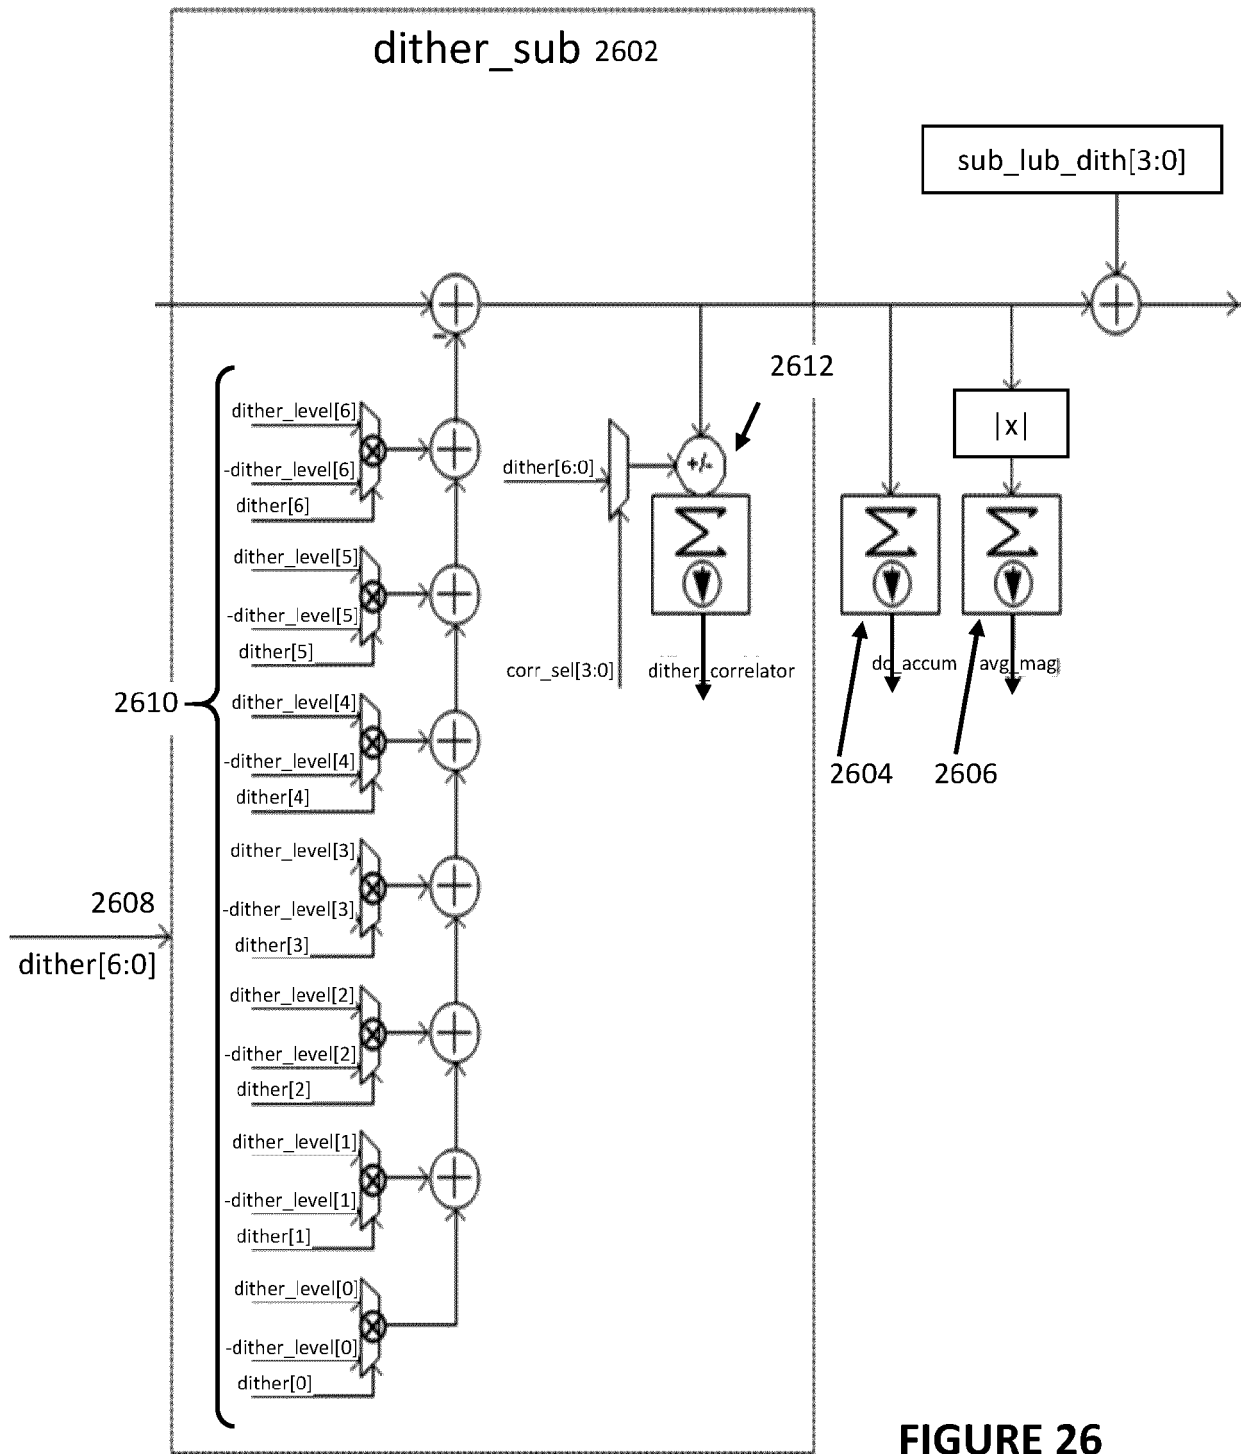 dither_sub 2602
sub_lub_dith[3:0]
+
+
-
2612
|x|
2610
dither_level[6]
-dither_level[6]
dither[6]
+
dither[6:0]
+/-
Σ
Σ
Σ
corr_sel[3:0]
dither_correlator
dc_accum
avg_mag
2604
2606
dither_level[5]
-dither_level[5]
dither[5]
+
dither_level[4]
-dither_level[4]
dither[4]
+
2608
dither[6:0]
dither_level[3]
-dither_level[3]
dither[3]
+
dither_level[2]
-dither_level[2]
dither[2]
+
dither_level[1]
-dither_level[1]
dither[1]
+
dither_level[0]
-dither_level[0]
dither[0]
FIGURE 26